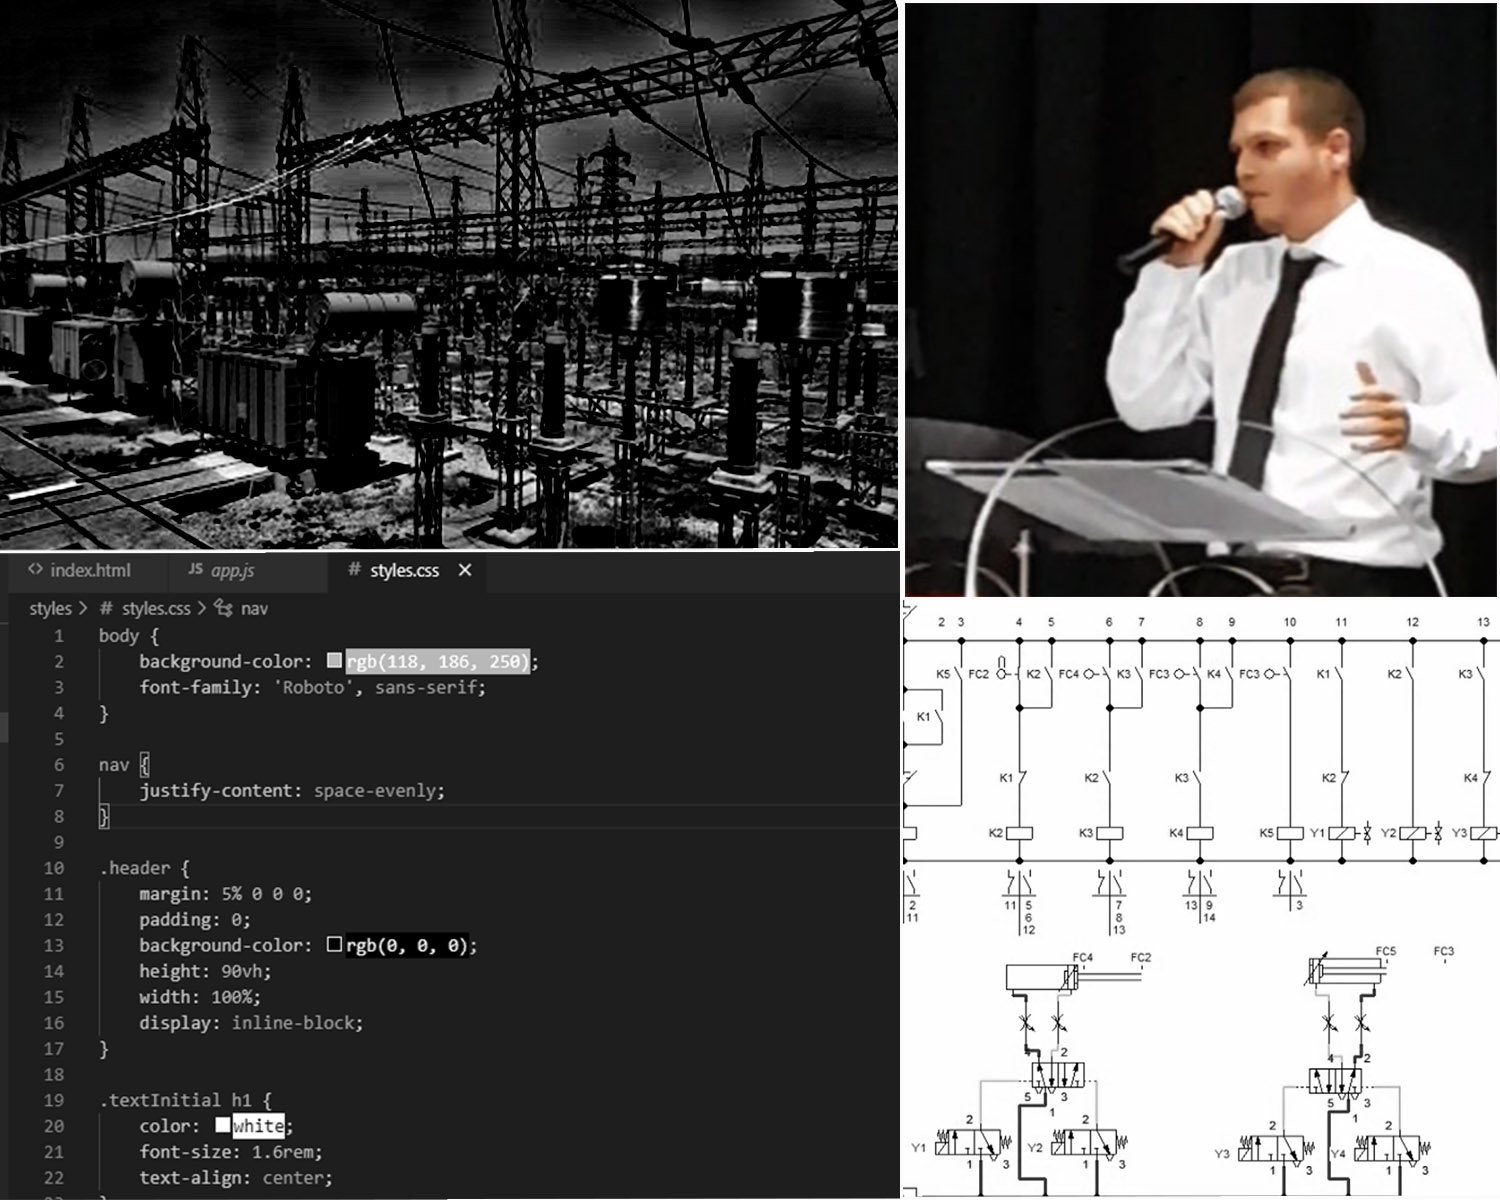 index.html JS app.js # styles.css
styles > # styles.css > nav
1 body {
2 background-color: rgb(118, 186, 250);
3 font-family: 'Roboto', sans-serif;
4 }
5
6 nav {
7 justify-content: space-evenly;
8 }
9
10 .header {
11 margin: 5% 0 0 0;
12 padding: 0;
13 background-color: rgb(0, 0, 0);
14 height: 90vh;
15 width: 100%;
16 display: inline-block;
17 }
18
19 .textInitial h1 {
20 color: white;
21 font-size: 1.6rem;
22 text-align: center;
2 3 4 5 6 7 8 9 10 11 12 13
K5 FC2 K2 FC4 K3 FC3 K4 FC3 K1 K2 K3
K1
K1 K2 K3 K2 K4
K2 K3 K4 K5 Y1 Y2 Y3
2 11 5 7 13 9 3
11 6 8 14
12 13
FC4 FC2 FC5 FC3
2 4 2
5 3 5 3
1 1
2 2 2 2
Y1 Y2 Y3 Y4
1 3 1 3 1 3 1 3